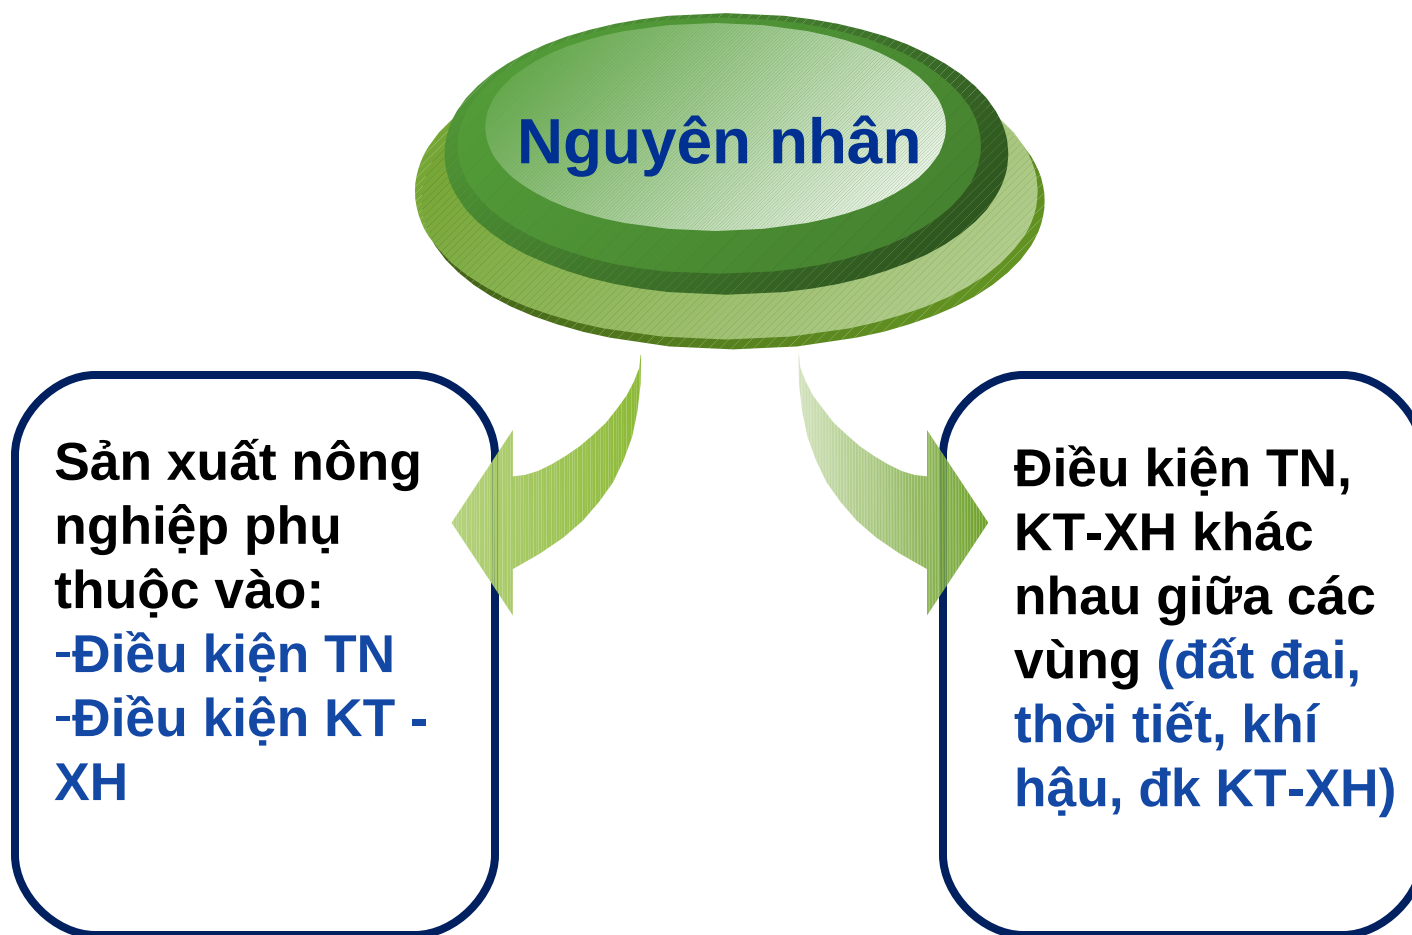 Nguyên nhân
Sản xuất nông
nghiệp phụ
thuộc vào:
-Điều kiện TN
-Điều kiện KT -
XH
Điều kiện TN,
KT-XH khác
nhau giữa các
vùng (đất đai,
thời tiết, khí
hậu, đk KT-XH)